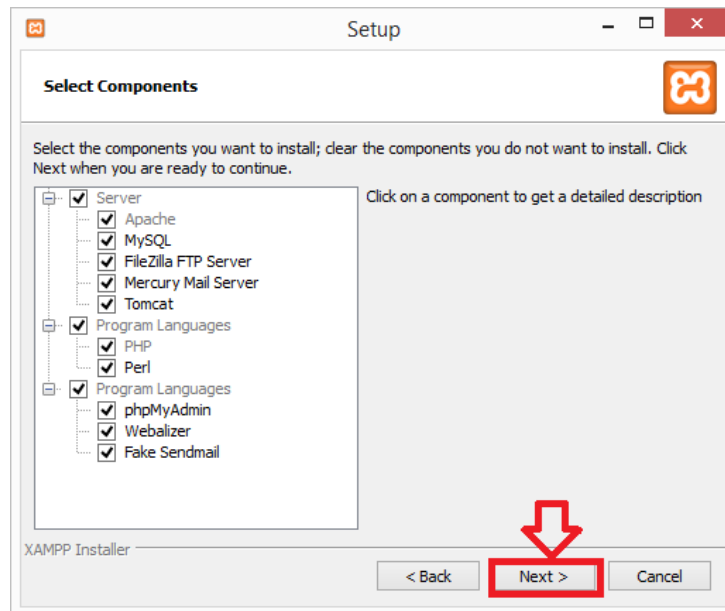 Setup
Select Components
Select the components you want to install; clear the components you do not want to install. Click
Next when you are ready to continue.
Server
Apache
MySQL
FileZilla FTP Server
Mercury Mail Server
Tomcat
Program Languages
PHP
Perl
Program Languages
phpMyAdmin
Webalizer
Fake Sendmail
Click on a component to get a detailed description
XAMPP Installer
< Back Next > Cancel